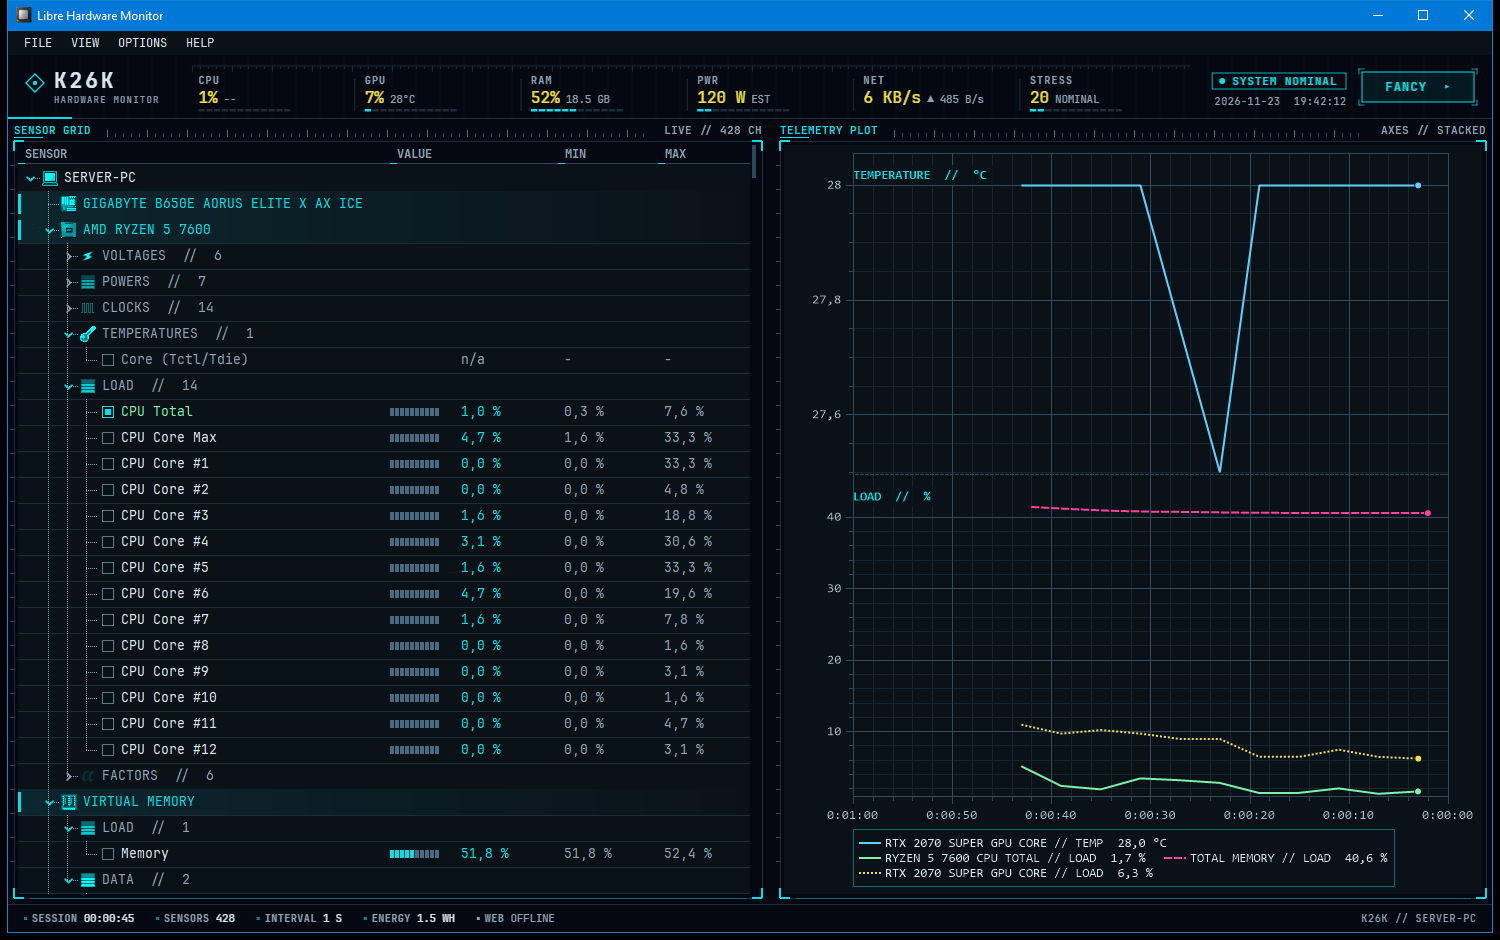 Libre Hardware Monitor
FILE VIEW OPTIONS HELP
K26K
HARDWARE MONITOR
CPU
1% --
GPU
7% 28°C
RAM
52% 18.5 GB
PWR
120 W EST
NET
6 KB/s ▲ 485 B/s
STRESS
20 NOMINAL
● SYSTEM NOMINAL
2026-11-23 19:42:12
FANCY ▸
SENSOR GRID LIVE // 428 CH
SENSOR VALUE MIN MAX
SERVER-PC
GIGABYTE B650E AORUS ELITE X AX ICE
AMD RYZEN 5 7600
VOLTAGES // 6
POWERS // 7
CLOCKS // 14
TEMPERATURES // 1
Core (Tctl/Tdie) n/a - -
LOAD // 14
CPU Total 1,0 % 0,3 % 7,6 %
CPU Core Max 4,7 % 1,6 % 33,3 %
CPU Core #1 0,0 % 0,0 % 33,3 %
CPU Core #2 0,0 % 0,0 % 4,8 %
CPU Core #3 1,6 % 0,0 % 18,8 %
CPU Core #4 3,1 % 0,0 % 30,6 %
CPU Core #5 1,6 % 0,0 % 33,3 %
CPU Core #6 4,7 % 0,0 % 19,6 %
CPU Core #7 1,6 % 0,0 % 7,8 %
CPU Core #8 0,0 % 0,0 % 1,6 %
CPU Core #9 0,0 % 0,0 % 3,1 %
CPU Core #10 0,0 % 0,0 % 1,6 %
CPU Core #11 0,0 % 0,0 % 4,7 %
CPU Core #12 0,0 % 0,0 % 3,1 %
α FACTORS // 6
VIRTUAL MEMORY
LOAD // 1
Memory 51,8 % 51,8 % 52,4 %
DATA // 2
TELEMETRY PLOT AXES // STACKED
TEMPERATURE // °C
28
27,8
27,6
LOAD // %
40
30
20
10
0:01:00 0:00:50 0:00:40 0:00:30 0:00:20 0:00:10 0:00:00
RTX 2070 SUPER GPU CORE // TEMP 28,0 °C
RYZEN 5 7600 CPU TOTAL // LOAD 1,7 % TOTAL MEMORY // LOAD 40,6 %
RTX 2070 SUPER GPU CORE // LOAD 6,3 %
SESSION 00:00:45 SENSORS 428 INTERVAL 1 S ENERGY 1.5 WH WEB OFFLINE K26K // SERVER-PC